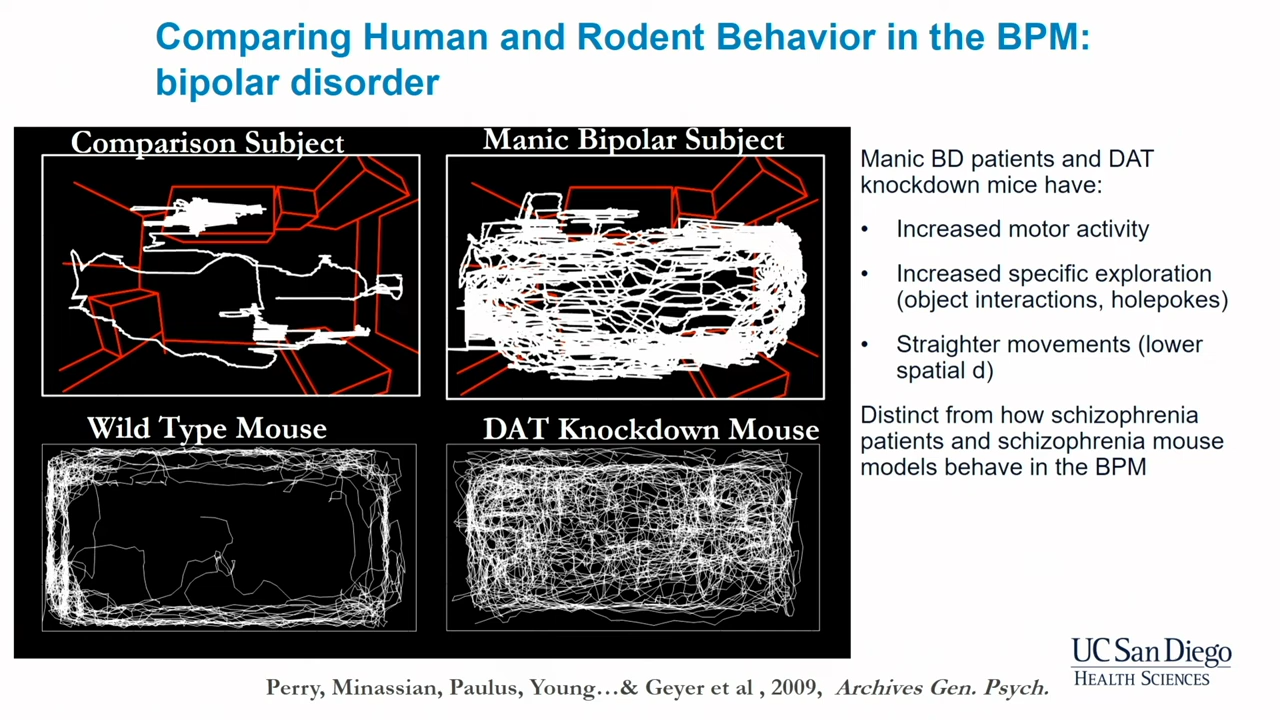 Comparing Human and Rodent Behavior in the BPM:
bipolar disorder
Comparison Subject
Manic Bipolar Subject
Wild Type Mouse
DAT Knockdown Mouse
Manic BD patients and DAT
knockdown mice have:
• Increased motor activity
• Increased specific exploration
(object interactions, holepokes)
• Straighter movements (lower
spatial d)
Distinct from how schizophrenia
patients and schizophrenia mouse
models behave in the BPM
Perry, Minassian, Paulus, Young…& Geyer et al , 2009, Archives Gen. Psych.
UC San Diego
HEALTH SCIENCES